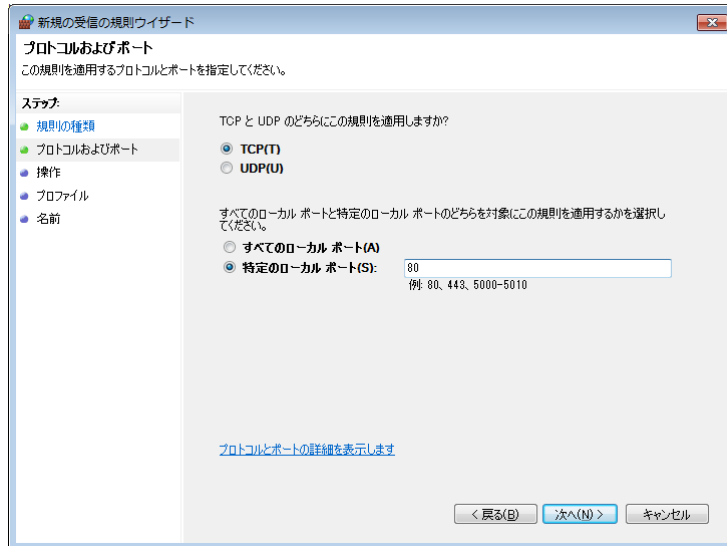 新規の受信の規則ウィザード
プロトコルおよびポート
この規則を適用するプロトコルとポートを指定してください。
ステップ:
規則の種類
プロトコルおよびポート
操作
プロファイル
名前
TCP と UDP のどちらにこの規則を適用しますか?
TCP(T)
UDP(U)
すべてのローカル ポートと特定のローカル ポートのどちらを対象にこの規則を適用するかを選択し
てください。
すべてのローカル ポート(A)
特定のローカル ポート(S): 80
例: 80、443、5000-5010
プロトコルとポートの詳細を表示します
< 戻る(B) 次へ(N) > キャンセル